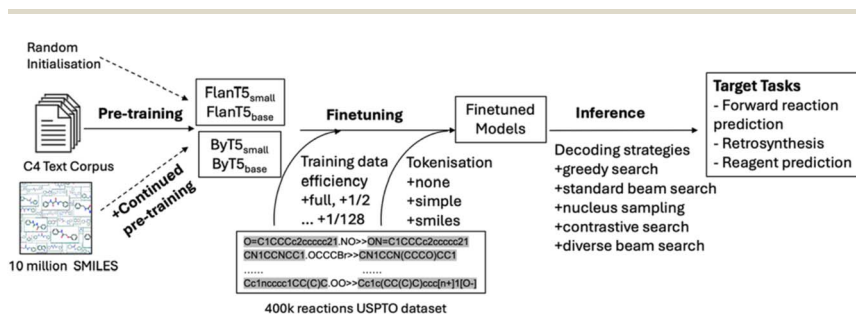 Random
Initialisation
Pre-training
C4 Text Corpus
+Continued
pre-training
10 million SMILES
FlanT5small
FlanT5base
ByT5small
ByT5base
Finetuning
Training data
efficiency
+full, +1/2
... +1/128
Tokenisation
+none
+simple
+smiles
O=C1CCCc2ccccc21.NO>>ON=C1CCCc2ccccc21
CN1CCNCC1.OCCCBr>>CN1CCN(CCCO)CC1
...... ......
Cc1ncccc1CC(C)C.OO>>Cc1c(CC(C)C)ccc[n+]1[O-]
400k reactions USPTO dataset
Finetuned
Models
Inference
Decoding strategies
+greedy search
+standard beam search
+nucleus sampling
+contrastive search
+diverse beam search
Target Tasks
- Forward reaction
prediction
- Retrosynthesis
- Reagent prediction